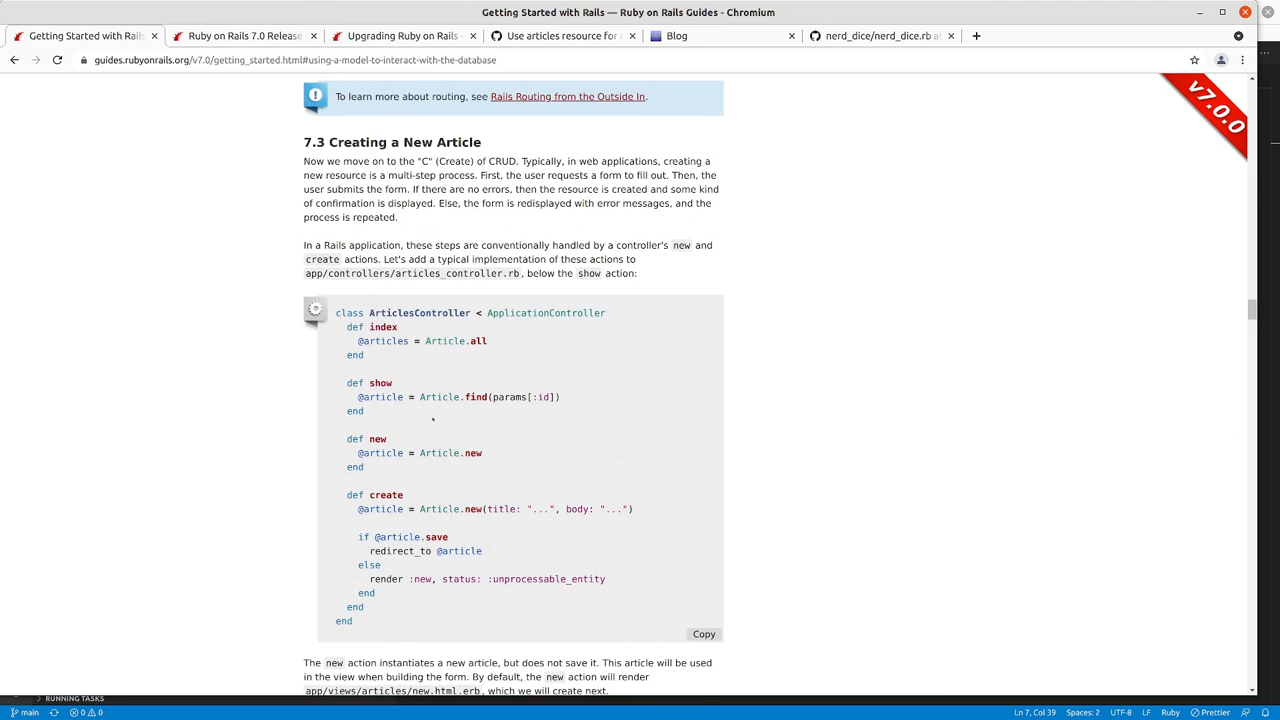 Getting Started with Rails — Ruby on Rails Guides - Chromium
Getting Started with Rails
Ruby on Rails 7.0 Release
Upgrading Ruby on Rails
Use articles resource for
Blog
nerd_dice/nerd_dice.rb at
guides.rubyonrails.org/v7.0/getting_started.html#using-a-model-to-interact-with-the-database
v7.0.0
To learn more about routing, see Rails Routing from the Outside In.
7.3 Creating a New Article
Now we move on to the "C" (Create) of CRUD. Typically, in web applications, creating a
new resource is a multi-step process. First, the user requests a form to fill out. Then, the
user submits the form. If there are no errors, then the resource is created and some kind
of confirmation is displayed. Else, the form is redisplayed with error messages, and the
process is repeated.
In a Rails application, these steps are conventionally handled by a controller's new and
create actions. Let's add a typical implementation of these actions to
app/controllers/articles_controller.rb, below the show action:
class ArticlesController < ApplicationController
def index
@articles = Article.all
end
def show
@article = Article.find(params[:id])
end
def new
@article = Article.new
end
def create
@article = Article.new(title: "...", body: "...")
if @article.save
redirect_to @article
else
render :new, status: :unprocessable_entity
end
end
end
Copy
The new action instantiates a new article, but does not save it. This article will be used
in the view when building the form. By default, the new action will render
app/views/articles/new.html.erb, which we will create next.
RUNNING TASKS
main 0 0 Ln 7, Col 39 Spaces: 2 UTF-8 LF Ruby Prettier